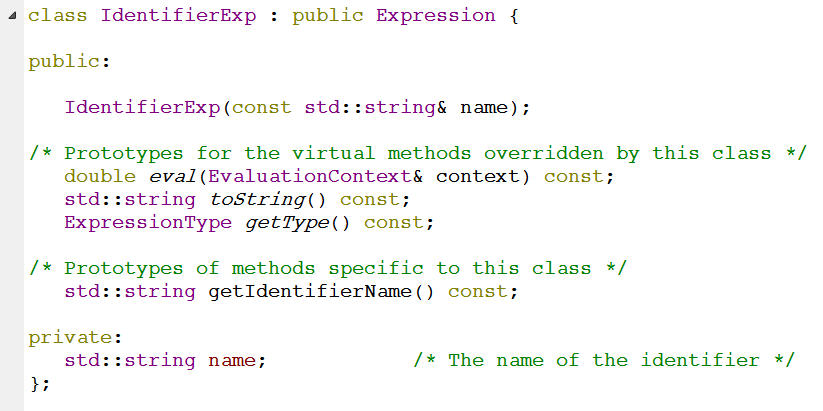 class IdentifierExp : public Expression {
public:
IdentifierExp(const std::string& name);
/* Prototypes for the virtual methods overridden by this class */
double eval(EvaluationContext& context) const;
std::string toString() const;
ExpressionType getType() const;
/* Prototypes of methods specific to this class */
std::string getIdentifierName() const;
private:
std::string name; /* The name of the identifier */
};